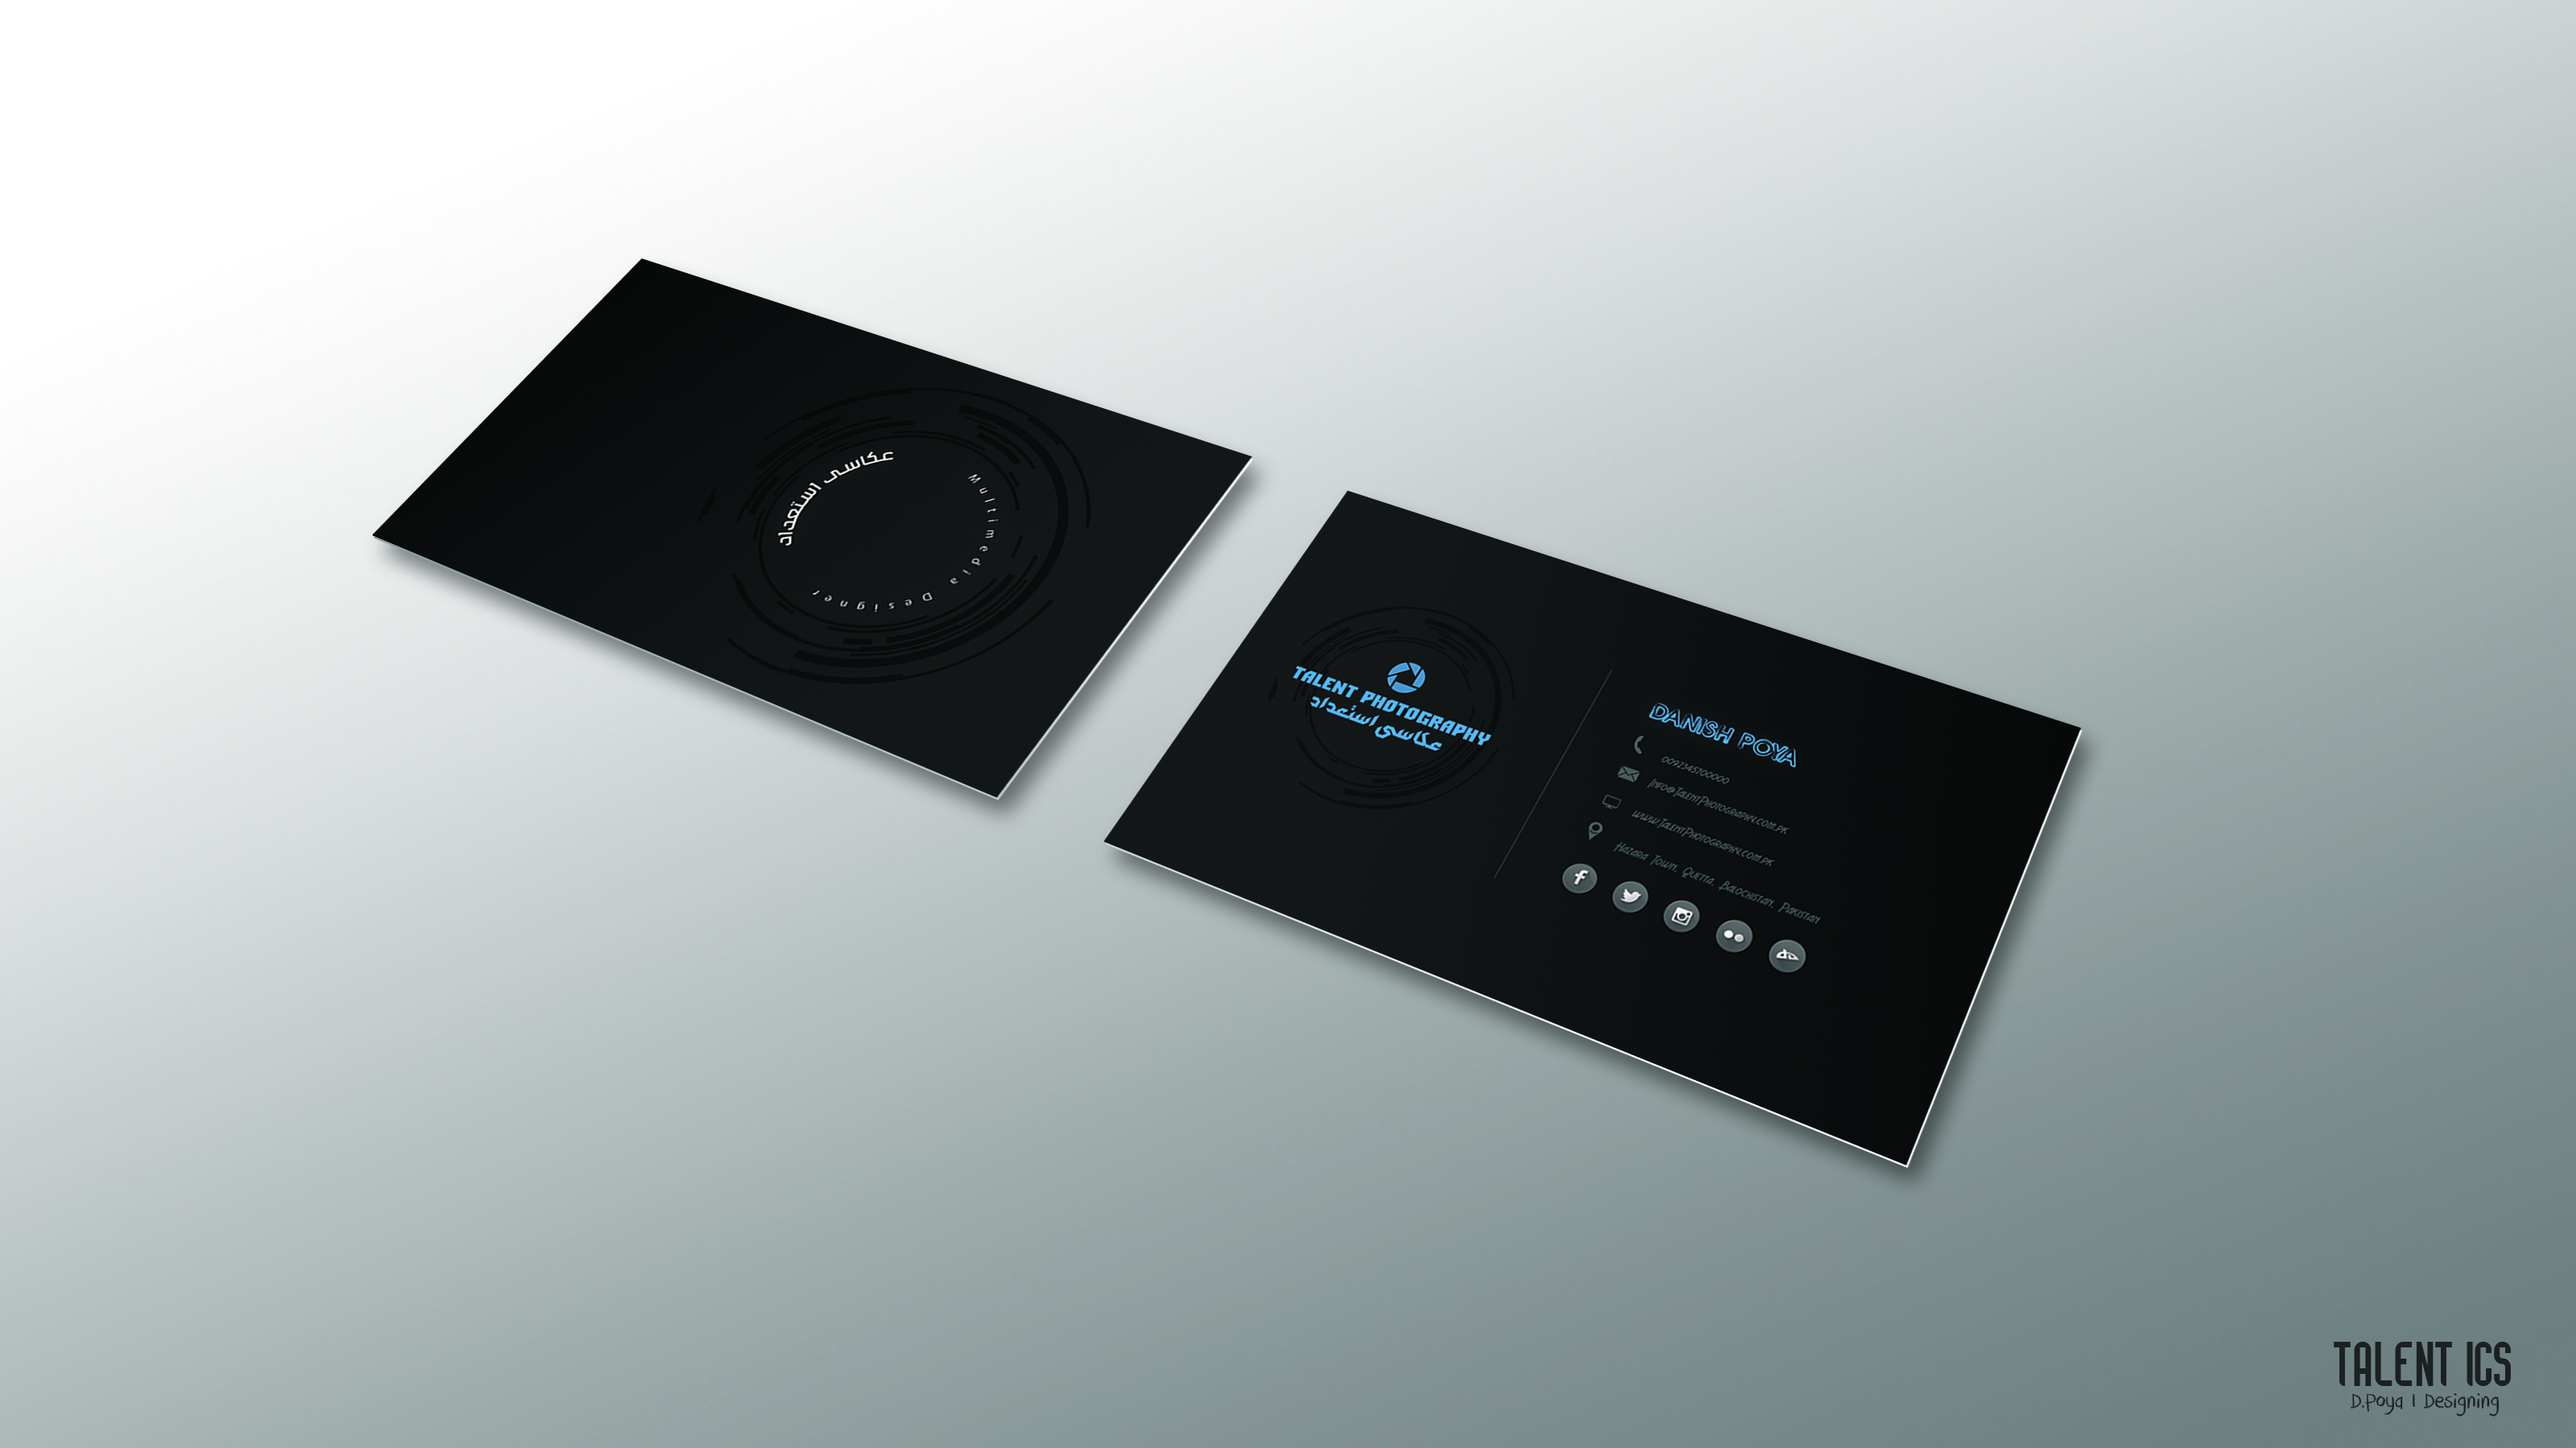 عکاسی استعداد
Multimedia Designer
TALENT PHOTOGRAPHY
عکاسی استعداد
DANISH POYA
0092345700000
Info@TalentPhotography.com.pk
www.TalentPhotography.com.pk
Hazara Town, Quetta, Balochistan, Pakistan
TALENT ICS
D.Poya | Designing